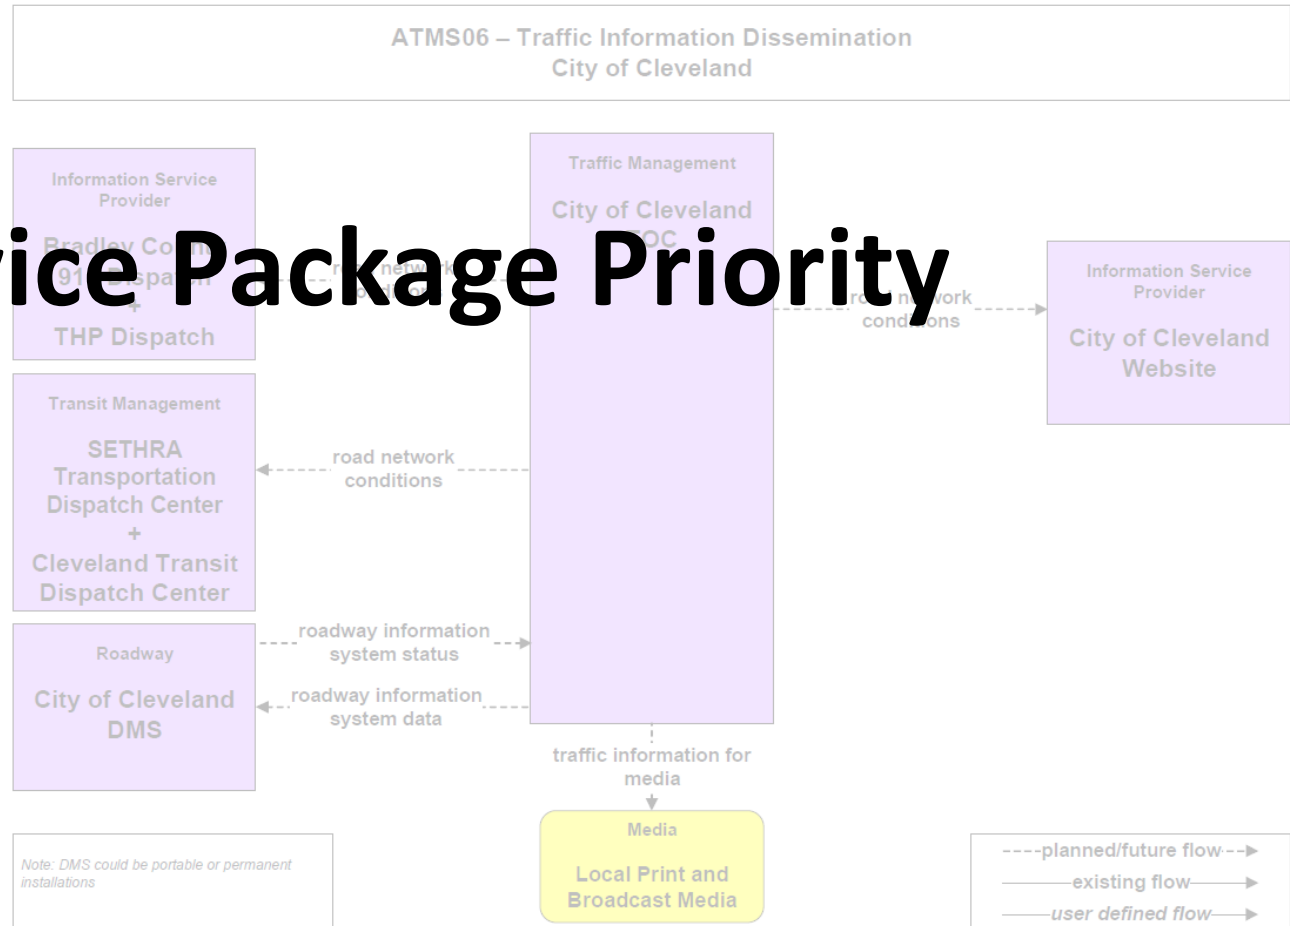 ATMS06 – Traffic Information Dissemination
City of Cleveland
Information Service
Provider
THP Dispatch
Traffic Management
City of Cleveland
ice Package Priority
road network
conditions
Information Service
Provider
City of Cleveland
Website
Transit Management
SETHRA
Transportation
Dispatch Center
+
Cleveland Transit
Dispatch Center
road network
conditions
Roadway
City of Cleveland
DMS
roadway information
system status
roadway information
system data
traffic information for
media
Media
Local Print and
Broadcast Media
Note: DMS could be portable or permanent
installations
planned/future flow
existing flow
user defined flow